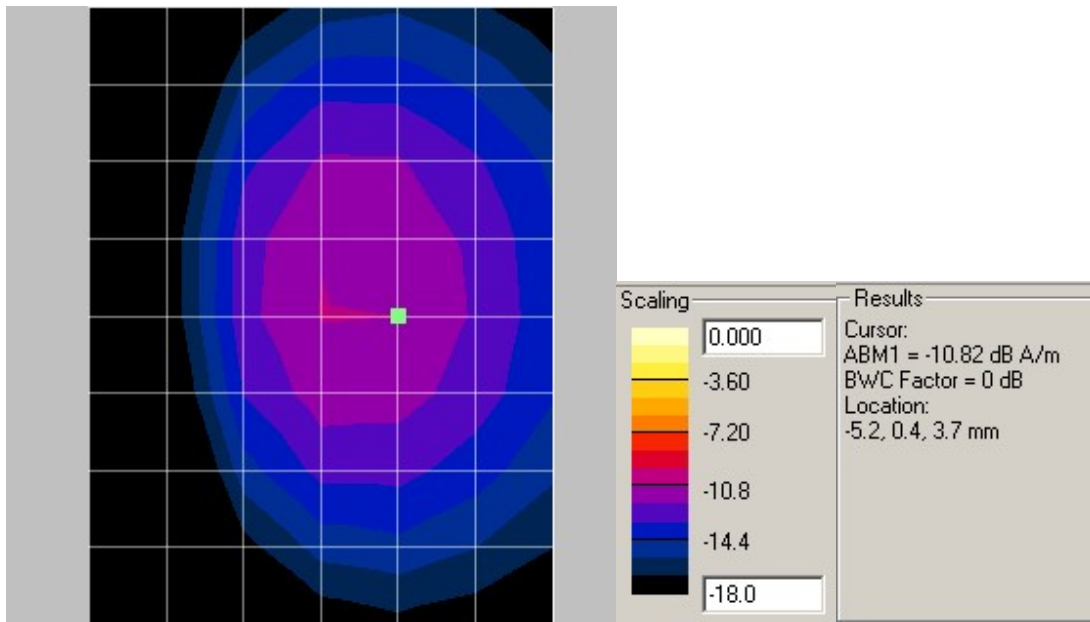 Scaling
0.000
-3.60
-7.20
-10.8
-14.4
-18.0
Results
Cursor:
ABM1 = -10.82 dB A/m
BWC Factor = 0 dB
Location:
-5.2, 0.4, 3.7 mm